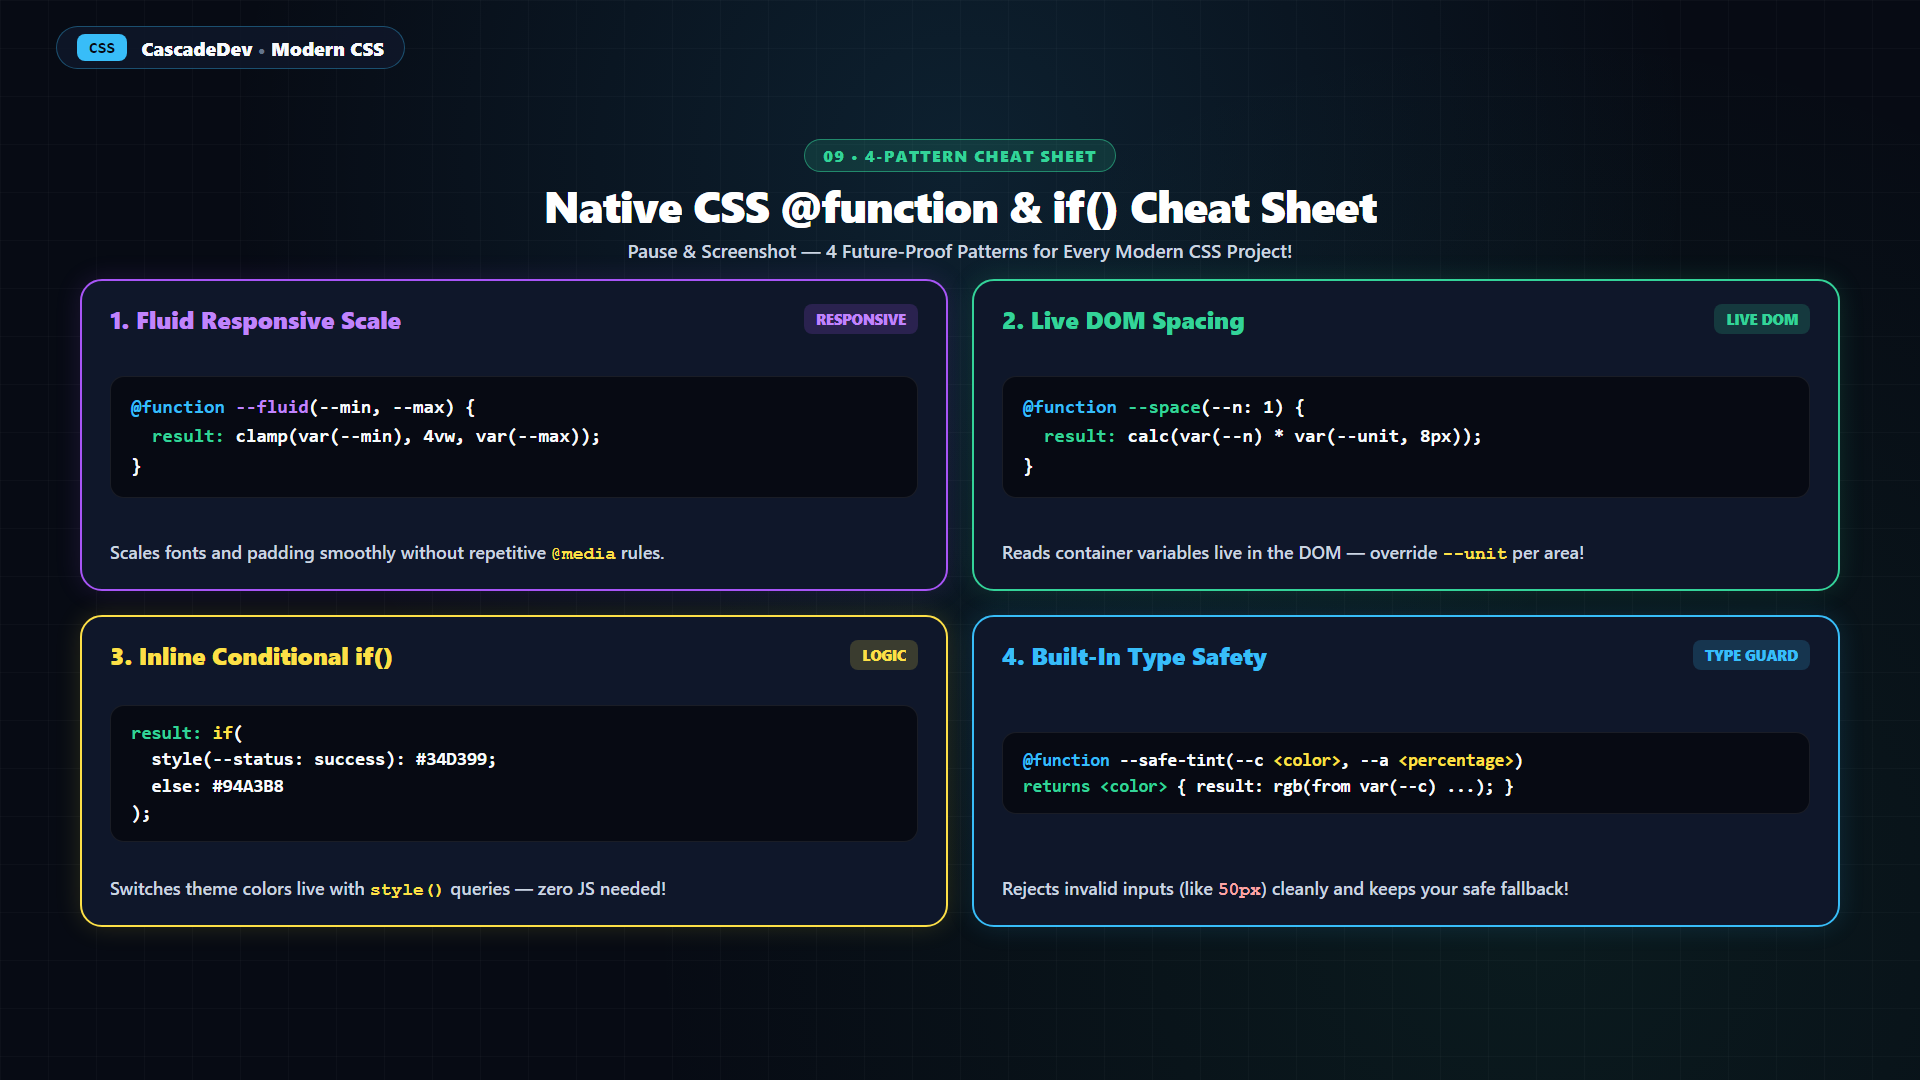 CSS CascadeDev • Modern CSS
09 • 4-PATTERN CHEAT SHEET
Native CSS @function & if() Cheat Sheet
Pause & Screenshot — 4 Future-Proof Patterns for Every Modern CSS Project!
1. Fluid Responsive Scale
RESPONSIVE
@function --fluid(--min, --max) {
  result: clamp(var(--min), 4vw, var(--max));
}
Scales fonts and padding smoothly without repetitive @media rules.
2. Live DOM Spacing
LIVE DOM
@function --space(--n: 1) {
  result: calc(var(--n) * var(--unit, 8px));
}
Reads container variables live in the DOM — override --unit per area!
3. Inline Conditional if()
LOGIC
result: if(
  style(--status: success): #34D399;
  else: #94A3B8
);
Switches theme colors live with style() queries — zero JS needed!
4. Built-In Type Safety
TYPE GUARD
@function --safe-tint(--c <color>, --a <percentage>)
returns <color> { result: rgb(from var(--c) ...); }
Rejects invalid inputs (like 50px) cleanly and keeps your safe fallback!